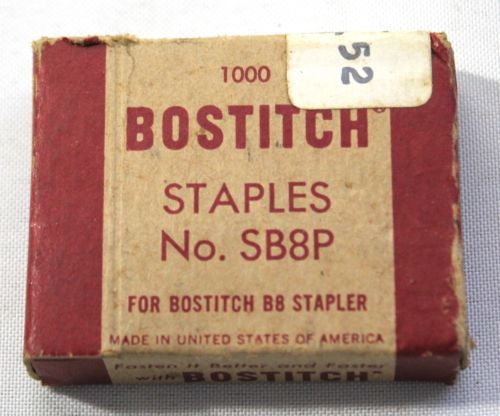 1000
.52
BOSTITCH®
STAPLES
No. SB8P
FOR BOSTITCH B8 STAPLER
MADE IN UNITED STATES OF AMERICA
Fasten it Better and Faster
with BOSTITCH®